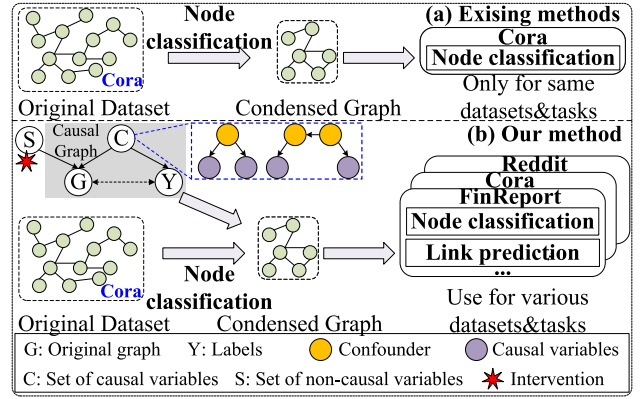 Node
classification
Cora
Original Dataset
Condensed Graph
(a) Exising methods
Cora
Node classification
Only for same
datasets&tasks
S
Causal
Graph
C
G
Y
(b) Our method
Reddit
Cora
FinReport
Node classification
Link prediction
...
Cora
Node
classification
Original Dataset
Condensed Graph
Use for various
datasets&tasks
G: Original graph Y: Labels Confounder Causal variables
C: Set of causal variables S: Set of non-causal variables Intervention